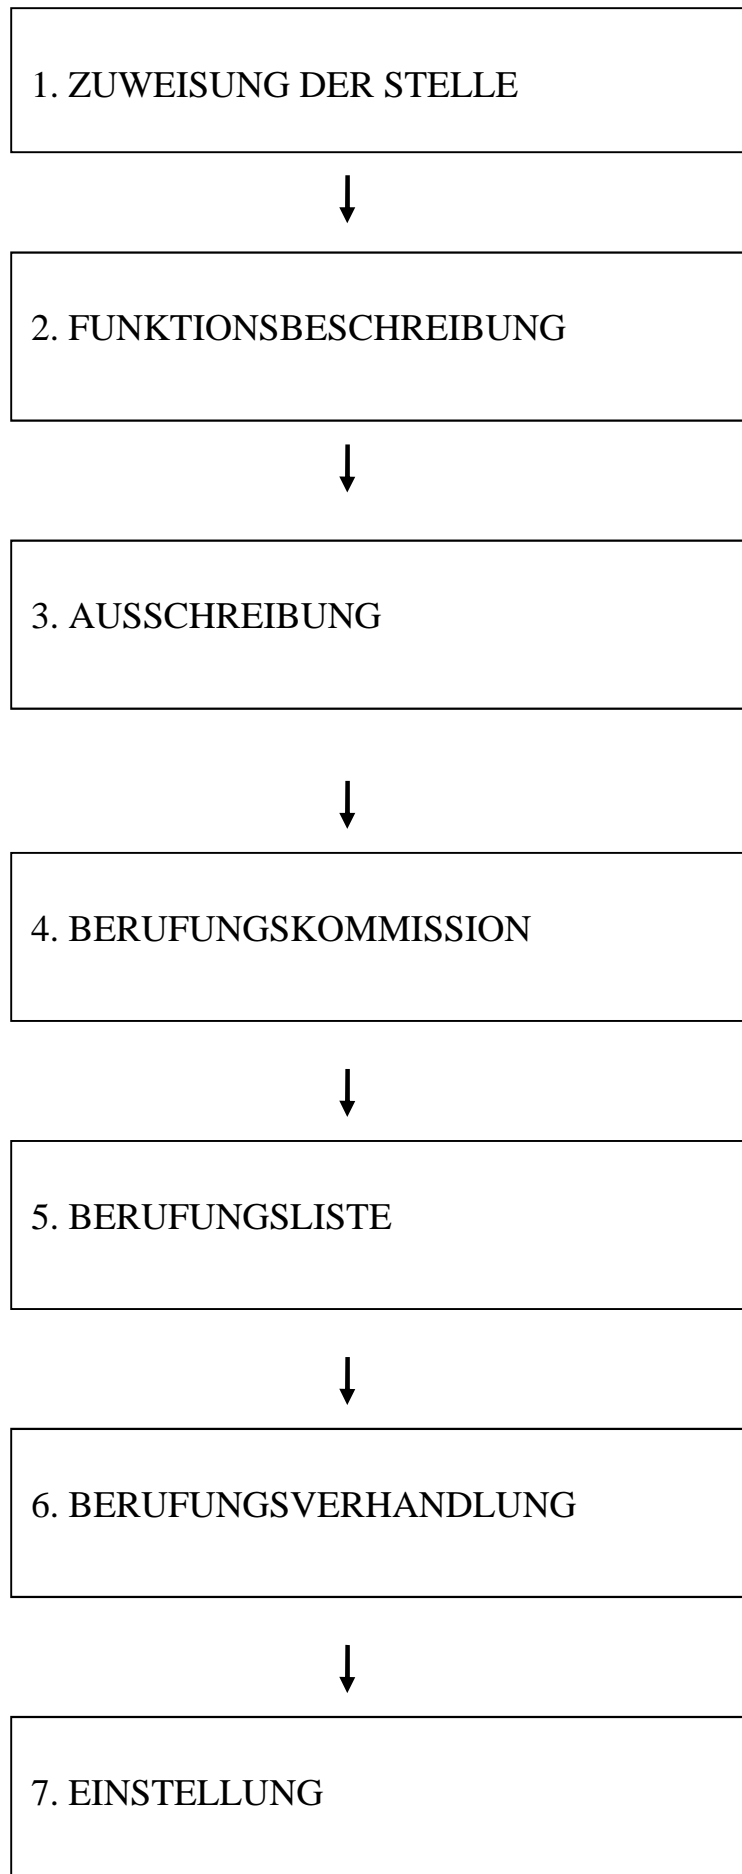 1. ZUWEISUNG DER STELLE
2. FUNKTIONSBESCHREIBUNG
3. AUSSCHREIBUNG
4. BERUFUNGSKOMMISSION
5. BERUFUNGSLISTE
6. BERUFUNGSVERHANDLUNG
7. EINSTELLUNG